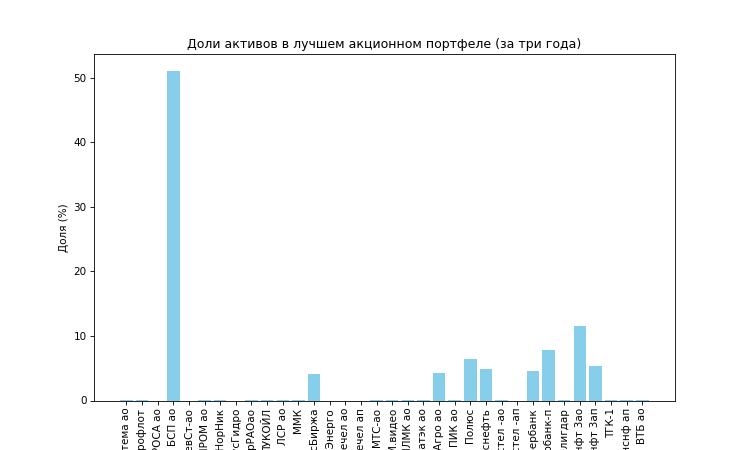 Доли активов в лучшем акционном портфеле (за три года)
Доля (%)
50
40
30
20
10
0
тема ао
рофлот
РОСА ао
БСП ао
евСт-ао
ПРОМ ао
НорНик
сГидро
рРАОао
ЛУКОЙЛ
ЛСР ао
ММК
сБиржа
Энерго
ечел ао
ечел ап
МТС-ао
М.видео
ЛМК ао
атэк ао
Агро ао
ПИК ао
Полюс
снефть
стел -ао
стел -ап
ербанк
рбанк-п
лигдар
нфт 3ао
нфт 3ап
ТГК-1
нснф ап
ВТБ ао